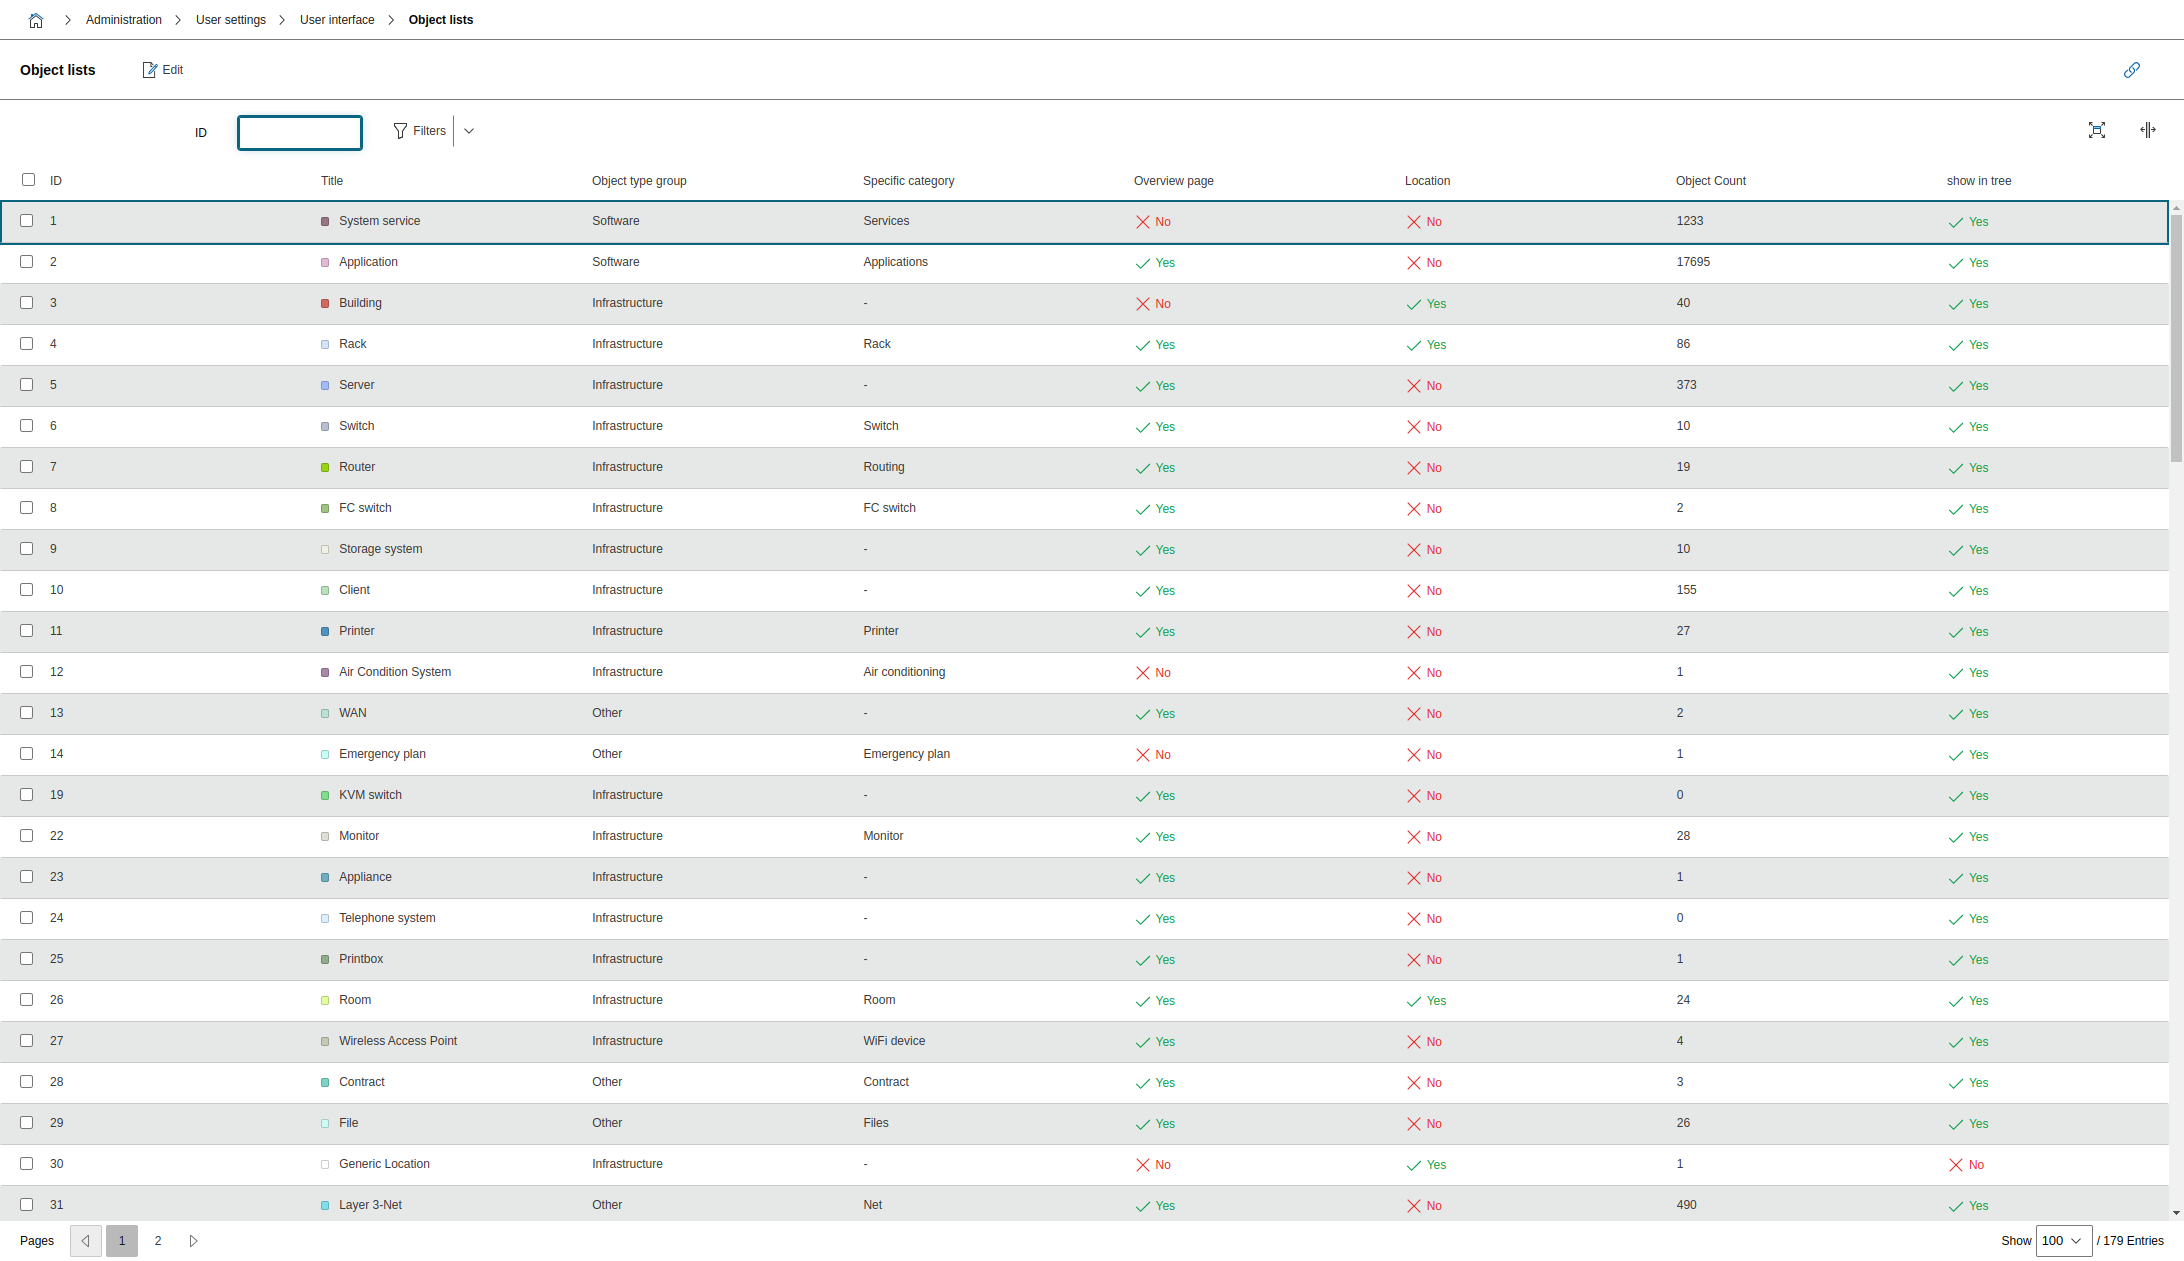 Administration User settings User interface Object lists
Object lists Edit
ID Filters
ID Title Object type group Specific category Overview page Location Object Count show in tree
1 System service Software Services No No 1233 Yes
2 Application Software Applications Yes No 17695 Yes
3 Building Infrastructure - No Yes 40 Yes
4 Rack Infrastructure Rack Yes Yes 86 Yes
5 Server Infrastructure - Yes No 373 Yes
6 Switch Infrastructure Switch Yes No 10 Yes
7 Router Infrastructure Routing Yes No 19 Yes
8 FC switch Infrastructure FC switch Yes No 2 Yes
9 Storage system Infrastructure - Yes No 10 Yes
10 Client Infrastructure - Yes No 155 Yes
11 Printer Infrastructure Printer Yes No 27 Yes
12 Air Condition System Infrastructure Air conditioning No No 1 Yes
13 WAN Other - Yes No 2 Yes
14 Emergency plan Other Emergency plan No No 1 Yes
19 KVM switch Infrastructure - Yes No 0 Yes
22 Monitor Infrastructure Monitor Yes No 28 Yes
23 Appliance Infrastructure - Yes No 1 Yes
24 Telephone system Infrastructure - Yes No 0 Yes
25 Printbox Infrastructure - Yes No 1 Yes
26 Room Infrastructure Room Yes Yes 24 Yes
27 Wireless Access Point Infrastructure WiFi device Yes No 4 Yes
28 Contract Other Contract Yes No 3 Yes
29 File Other Files Yes No 26 Yes
30 Generic Location Infrastructure - No Yes 1 No
31 Layer 3-Net Other Net Yes No 490 Yes
Pages 1 2 Show 100 / 179 Entries